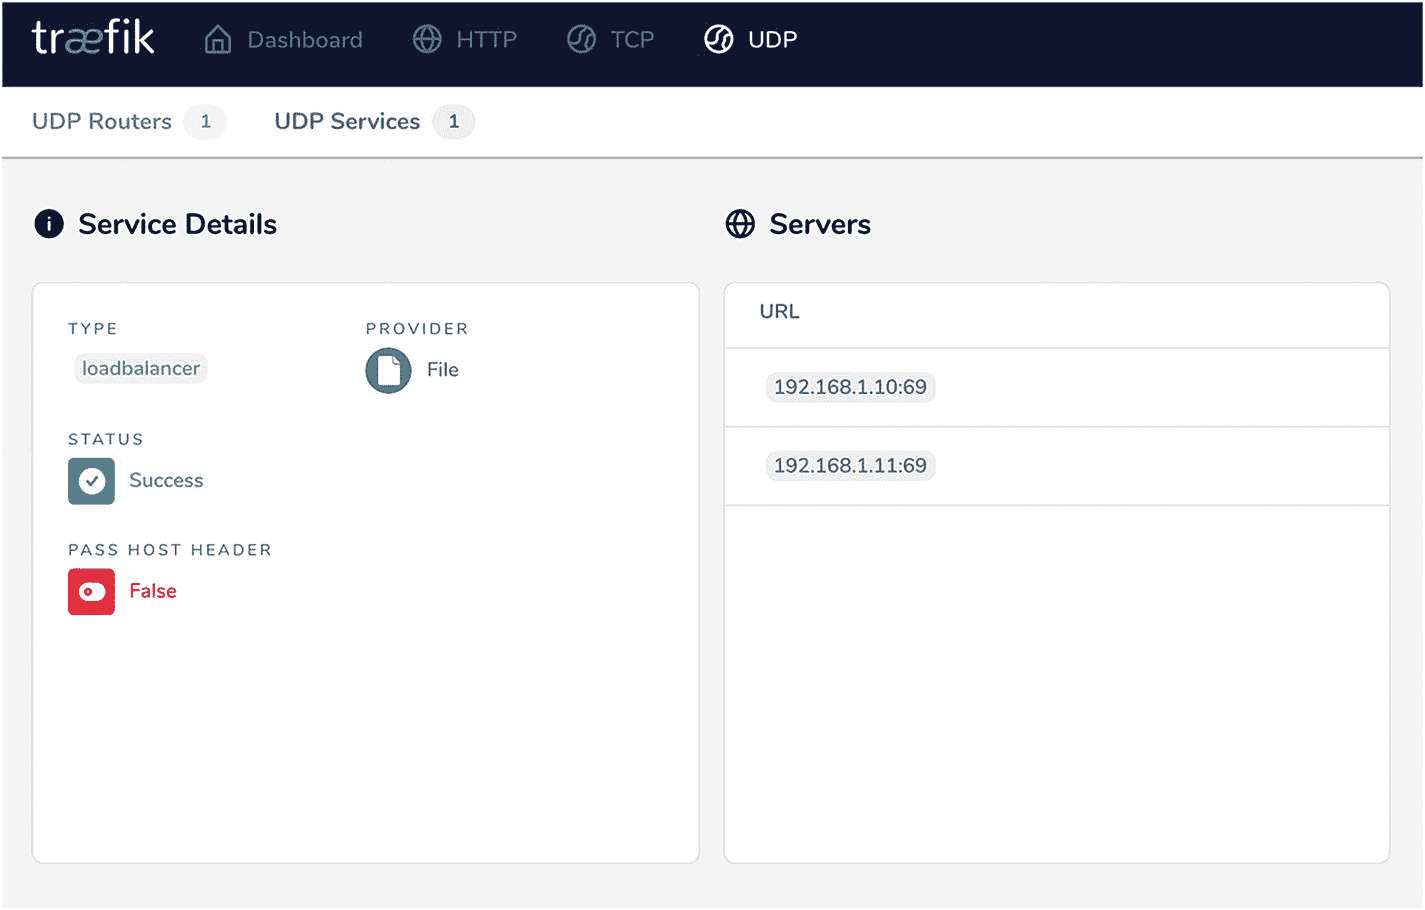 træfik Dashboard HTTP TCP UDP
UDP Routers 1 UDP Services 1
Service Details
TYPE PROVIDER
loadbalancer File
STATUS
Success
PASS HOST HEADER
False
Servers
URL
192.168.1.10:69
192.168.1.11:69